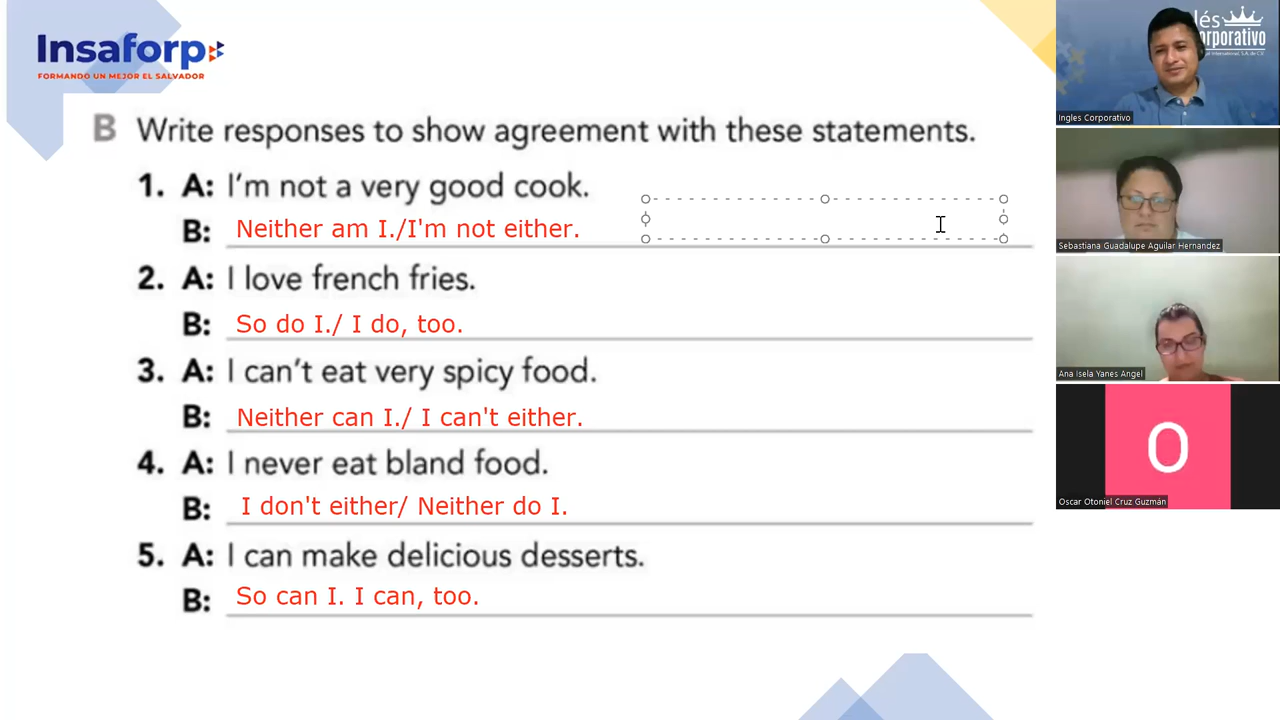 Insaforp
FORMANDO UN MEJOR EL SALVADOR
B Write responses to show agreement with these statements.
1. A: I'm not a very good cook.
B: Neither am I./I'm not either.
2. A: I love french fries.
B: So do I./ I do, too.
3. A: I can't eat very spicy food.
B: Neither can I./ I can't either.
4. A: I never eat bland food.
B: I don't either/ Neither do I.
5. A: I can make delicious desserts.
B: So can I. I can, too.
Ingles Corporativo
Sebastiana Guadalupe Aguilar Hernandez
Ana Isela Yanes Angel
O
Oscar Otoniel Cruz Guzmán